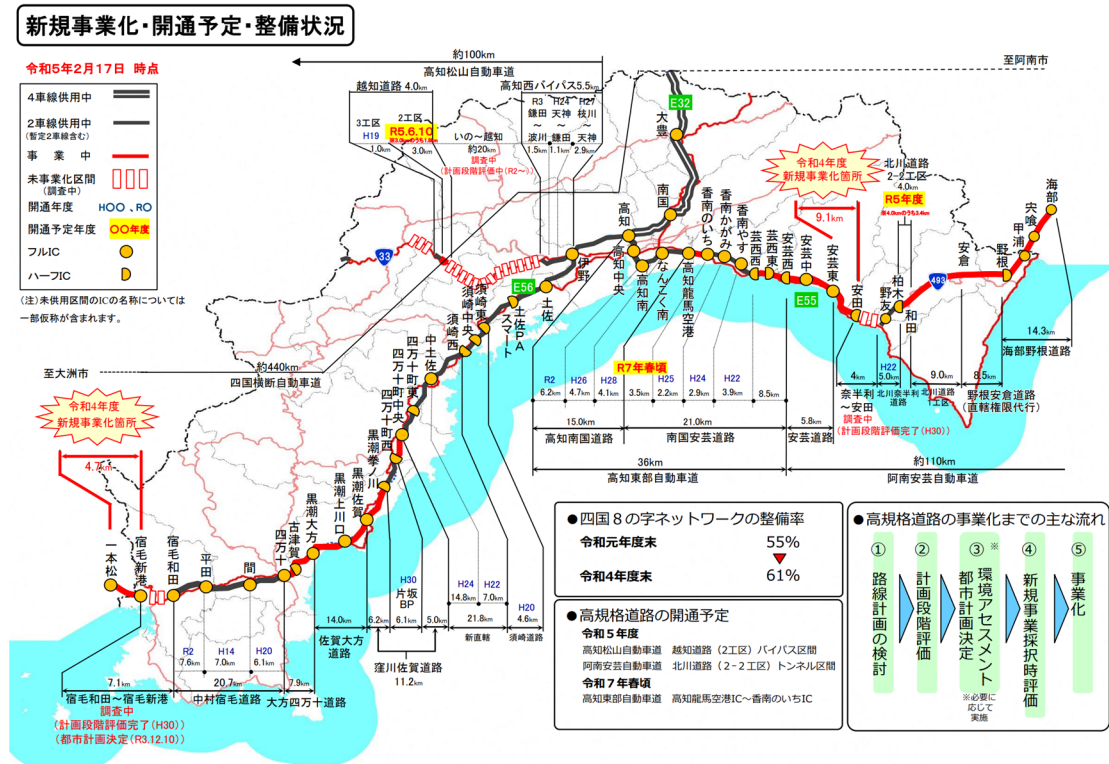 新規事業化・開通予定・整備状況
令和5年2月17日 時点
4車線供用中
2車線供用中
(暫定2車線含む)
事業中
未事業化区間
(調査中)
開通年度 H〇〇、R〇
開通予定年度 〇〇年度
フルIC
ハーフIC
(注)未供用区間のICの名称については
一部仮称が含まれます。
約100km
高知松山自動車道
至阿南市
越知道路 4.0km
高知西バイパス5.5km
3工区
H19
1.0km
2工区
R5.6.10
3.0km
いの~越知
約20km
調査中
(計画段階評価中(R2~))
R3
鎌田
~
波川
1.5km
H24
天神
~
鎌田
1.1km
H27
枝川
~
天神
2.9km
E32
大豊
南国
高知
高知中央
高知南
なんごく南
高知龍馬空港
香南のいち
香南かがみ
香南やす
芸西西
芸西東
安芸西
安芸中
安芸東
E55
令和4年度
新規事業化箇所
9.1km
安田
野友
柏木
和田
北川道路
2-2工区
4.0km
R5年度
※4.0kmのうち3.4km
493
安倉
野根
甲浦
宍喰
海部
33
伊野
土佐
E56
土佐PA
スマート
須崎東
須崎中央
須崎西
中土佐
四万十町東
四万十町中央
四万十町西
黒潮拳ノ川
黒潮佐賀
黒潮上川口
黒潮大方
古津賀
四万十
間
平田
宿毛和田
宿毛新港
一本松
至大洲市
約440km
四国横断自動車道
令和4年度
新規事業化箇所
4.7km
R7年春頃
R2
6.2km
H26
4.7km
H28
4.1km
3.5km
H25
2.2km
H24
2.9km
H22
3.9km
8.5km
15.0km
高知南国道路
21.0km
南国安芸道路
5.8km
安芸道路
36km
高知東部自動車道
約110km
阿南安芸自動車道
4km
奈半利
~安田
調査中
(計画段階評価完了(H30))
H22
5.0km
北川奈半利
道路
9.0km
北川道路
1工区
8.5km
野根安倉道路
(直轄権限代行)
14.3km
海部野根道路
7.1km
宿毛和田~宿毛新港
調査中
(計画段階評価完了(H30))
(都市計画決定(R3.12.10))
R2
7.6km
H14
7.0km
H20
6.1km
20.7km
中村宿毛道路
7.9km
大方四万十道路
14.0km
佐賀大方
道路
6.2km
H30
片坂
BP
6.1km
5.0km
窪川佐賀道路
11.2km
H24
14.8km
H22
7.0km
21.8km
新直轄
H20
4.6km
須崎道路
●四国8の字ネットワークの整備率
令和元年度末 55%
令和4年度末 61%
●高規格道路の開通予定
令和5年度
高知松山自動車道 越知道路(2工区)バイパス区間
阿南安芸自動車道 北川道路(2-2工区)トンネル区間
令和7年春頃
高知東部自動車道 高知龍馬空港IC~香南のいちIC
●高規格道路の事業化までの主な流れ
① 路線計画の検討
② 計画段階評価
③ ※
環境アセスメント
都市計画決定
※必要に
応じて
実施
④ 新規事業採択時評価
⑤ 事業化